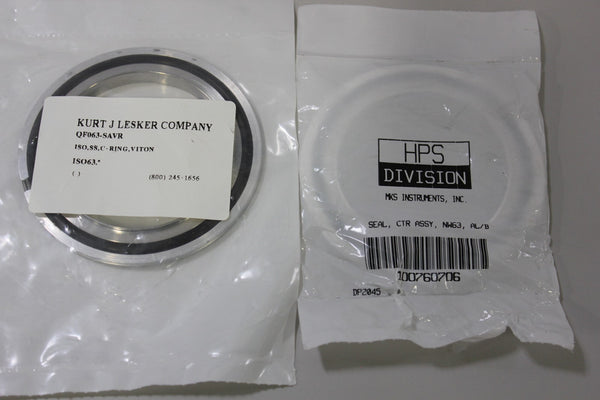 KURT J LESKER COMPANY
QF063-SAVR
ISO,SS,C-RING,VITON
ISO63,*
( ) (800) 245-1656
HPS
DIVISION
MKS INSTRUMENTS, INC.
SEAL, CTR ASSY, NW63, AL/B
100760706
DP2045